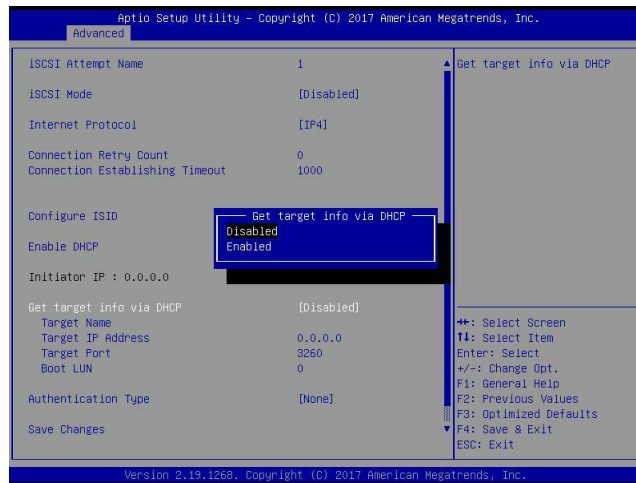 Aptio Setup Utility – Copyright (C) 2017 American Megatrends, Inc.
Advanced
iSCSI Attempt Name 1
iSCSI Mode [Disabled]
Internet Protocol [IP4]
Connection Retry Count 0
Connection Establishing Timeout 1000
Configure ISID
Enable DHCP
Initiator IP : 0.0.0.0
Get target info via DHCP [Disabled]
Target Name
Target IP Address 0.0.0.0
Target Port 3260
Boot LUN 0
Authentication Type [None]
Save Changes
Get target info via DHCP
Disabled
Enabled
Get target info via DHCP
→←: Select Screen
↑↓: Select Item
Enter: Select
+/-: Change Opt.
F1: General Help
F2: Previous Values
F3: Optimized Defaults
F4: Save & Exit
ESC: Exit
Version 2.19.1268. Copyright (C) 2017 American Megatrends, Inc.